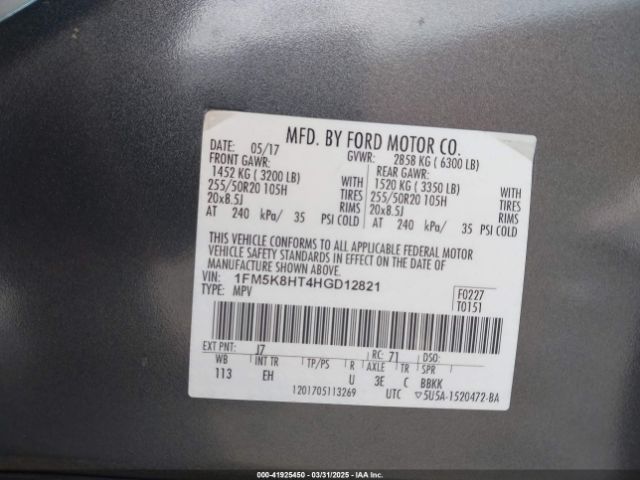 MFD. BY FORD MOTOR CO.
DATE: 05/17 GVWR: 2858 KG ( 6300 LB)
FRONT GAWR: REAR GAWR:
1452 KG ( 3200 LB) WITH 1520 KG ( 3350 LB) WITH
255/50R20 105H TIRES 255/50R20 105H TIRES
20x8.5J RIMS 20x8.5J RIMS
AT 240 kPa/ 35 PSI COLD AT 240 kPa/ 35 PSI COLD
THIS VEHICLE CONFORMS TO ALL APPLICABLE FEDERAL MOTOR
VEHICLE SAFETY STANDARDS IN EFFECT ON THE DATE OF
MANUFACTURE SHOWN ABOVE.
VIN: 1FM5K8HT4HGD12821
TYPE: MPV
F0227
T0151
EXT PNT: J7 RC: 71 DSO:
WB INT TR TP/PS R AXLE TR SPR
113 EH U 3E C BBKK
1201705113269 UTC ▽5U5A-1520472-BA
000-41925450 - 03/31/2025 - IAAI.com